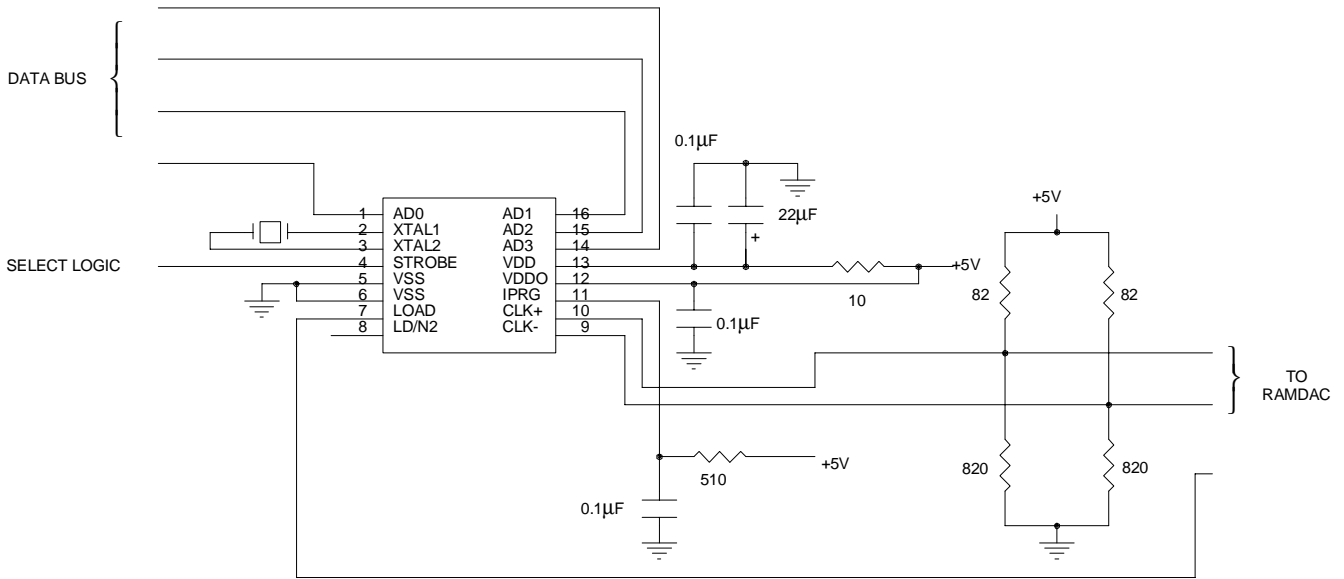 DATA BUS
0.1µF
22µF
+
+5V
1 AD0 AD1 16
2 XTAL1 AD2 15
3 XTAL2 AD3 14
SELECT LOGIC
4 STROBE VDD 13
5 VSS VDDO 12
6 VSS IPRG 11
7 LOAD CLK+ 10
8 LD/N2 CLK- 9
+5V
10
82
82
0.1µF
TO
RAMDAC
+5V
510
820
820
0.1µF